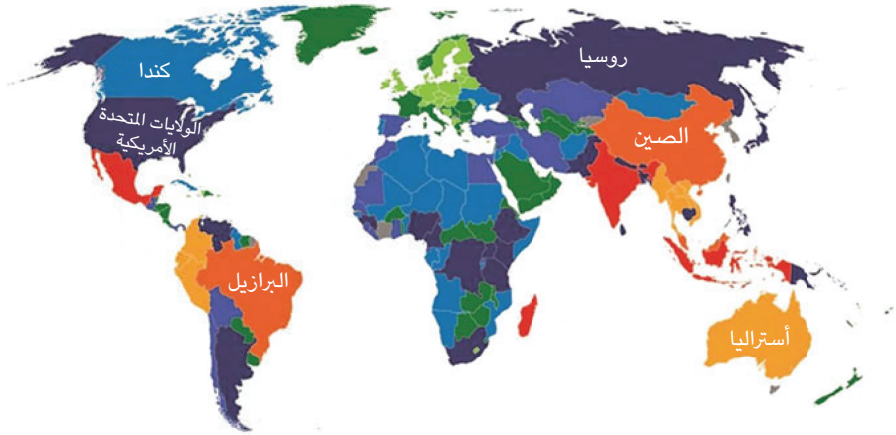 كندا
روسيا
الولايات المتحدة
الأمريكية
الصين
البرازيل
أستراليا